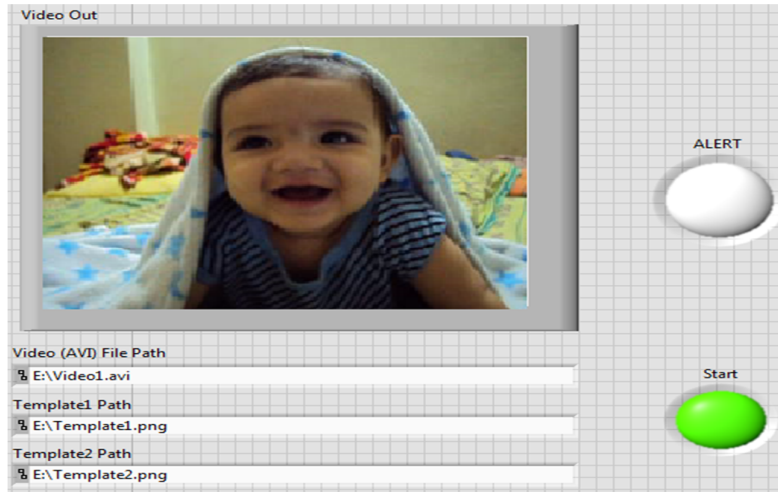 Video Out
ALERT
Video (AVI) File Path
E:\Video1.avi
Start
Template1 Path
E:\Template1.png
Template2 Path
E:\Template2.png